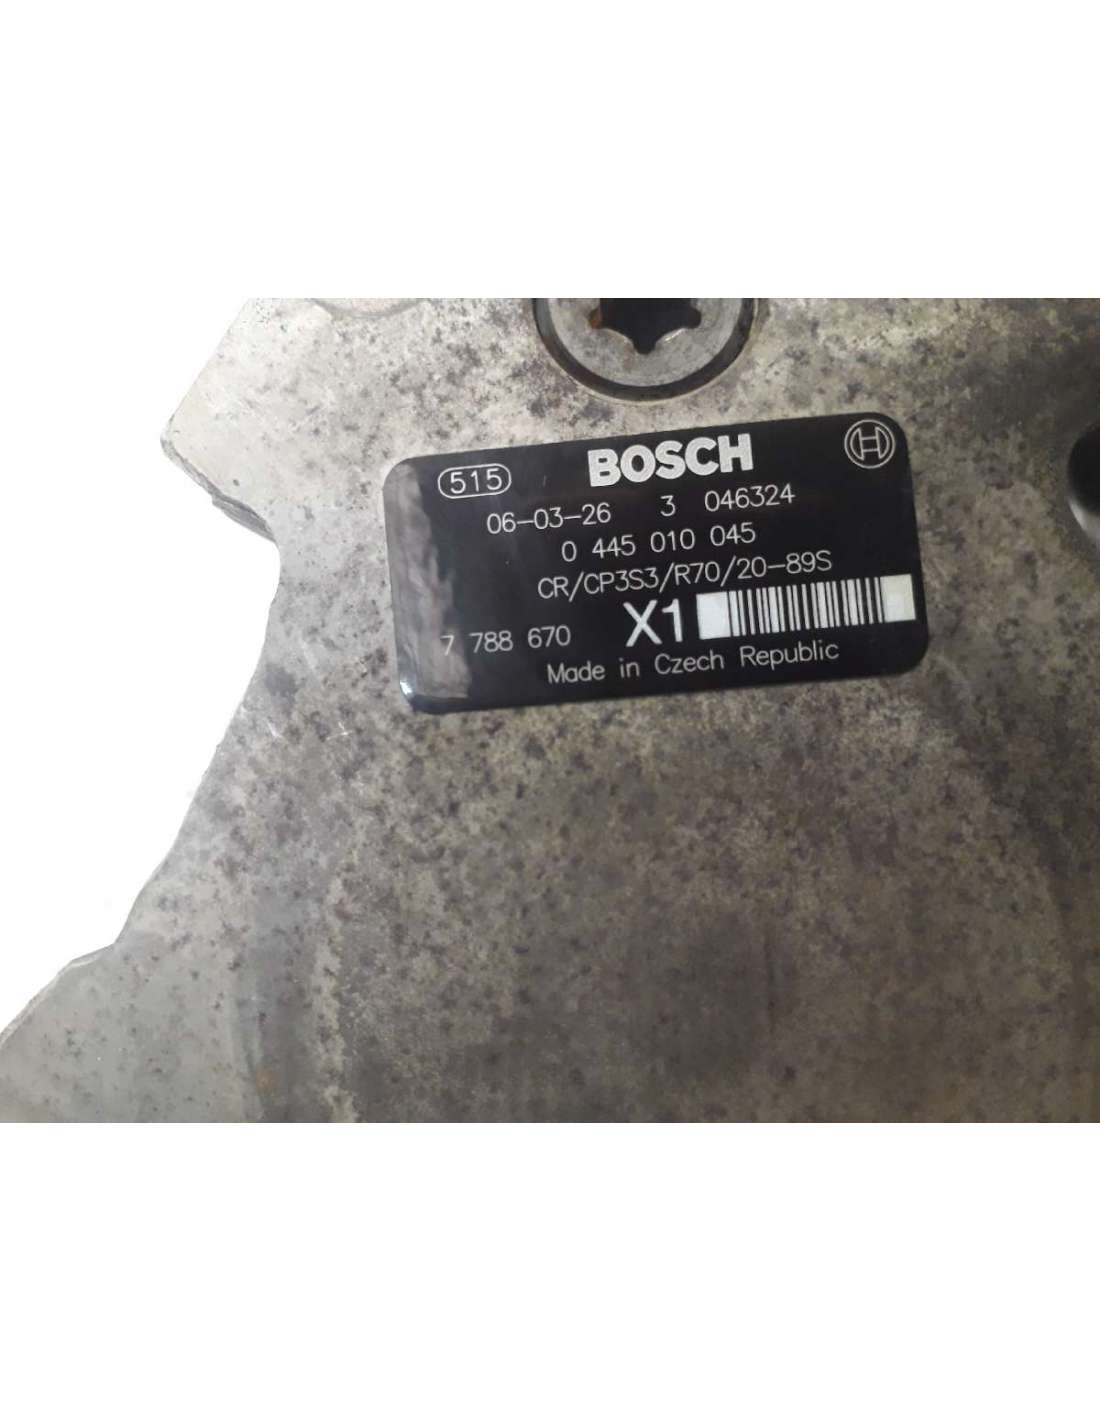 515 BOSCH
06-03-26 3 046324
0 445 010 045
CR/CP3S3/R70/20-89S
7 788 670 X1
Made in Czech Republic